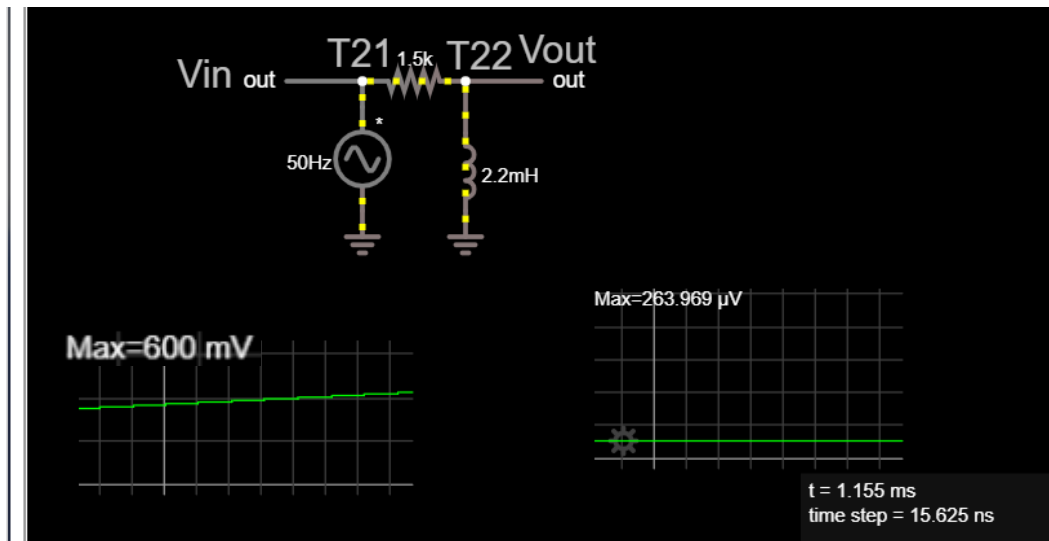 Vin out T21 1.5k T22 Vout
out
*
50Hz
2.2mH
Max=263.969 µV
Max=600 mV
t = 1.155 ms
time step = 15.625 ns